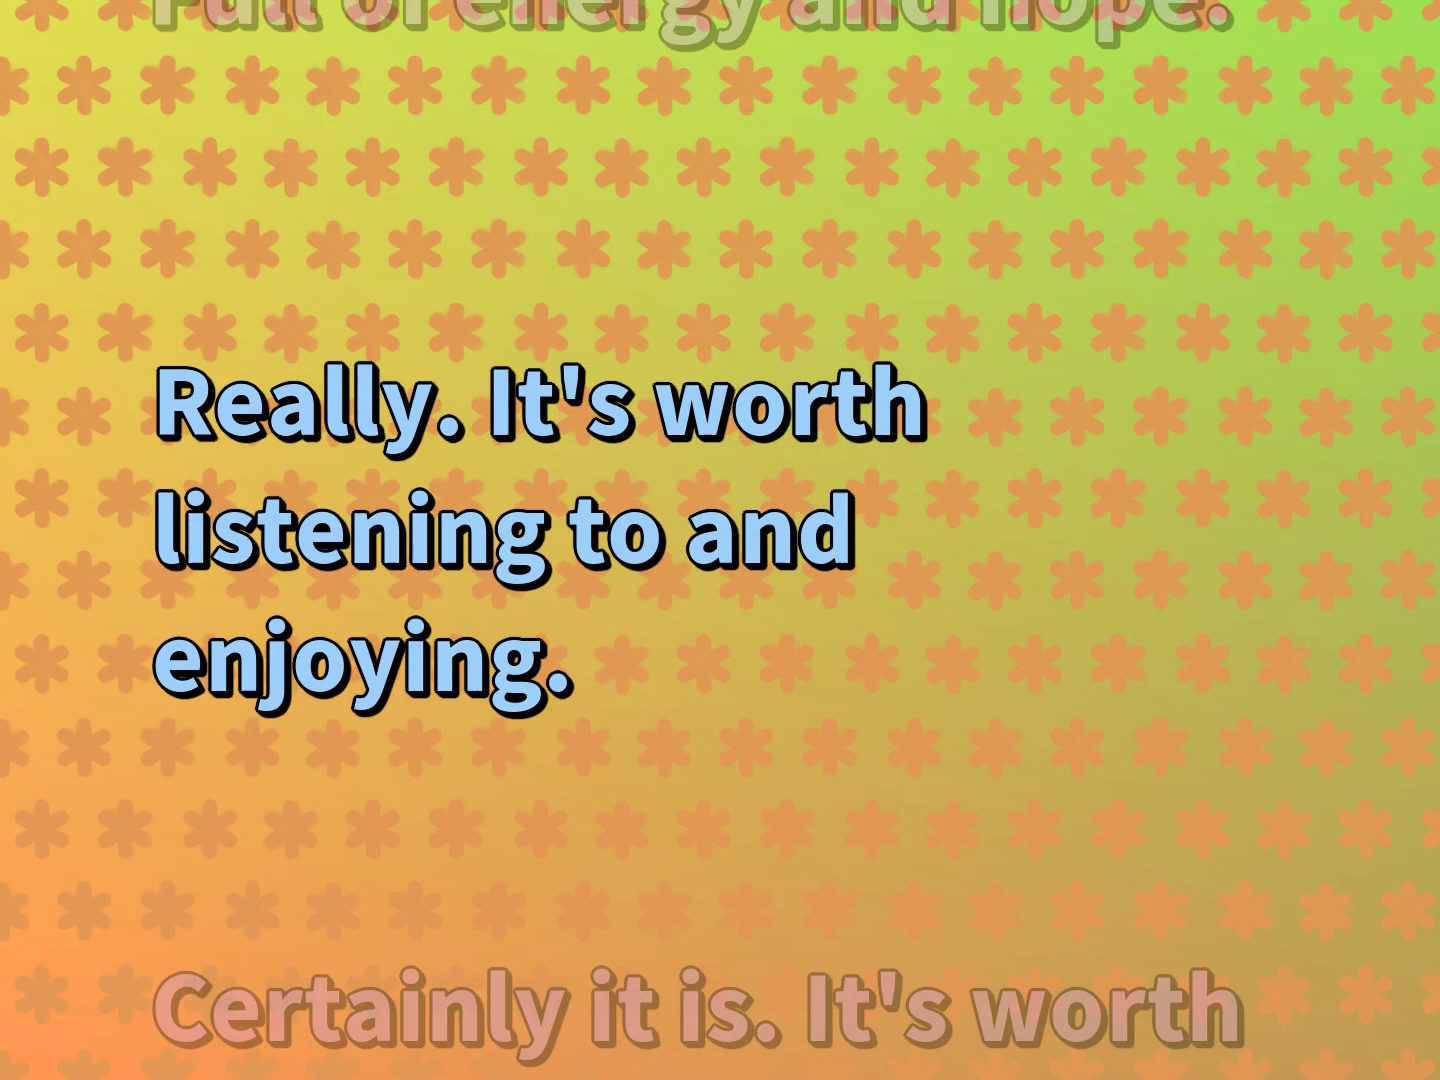 Full of energy and hope.
Really. It's worth
listening to and
enjoying.
Certainly it is. It's worth